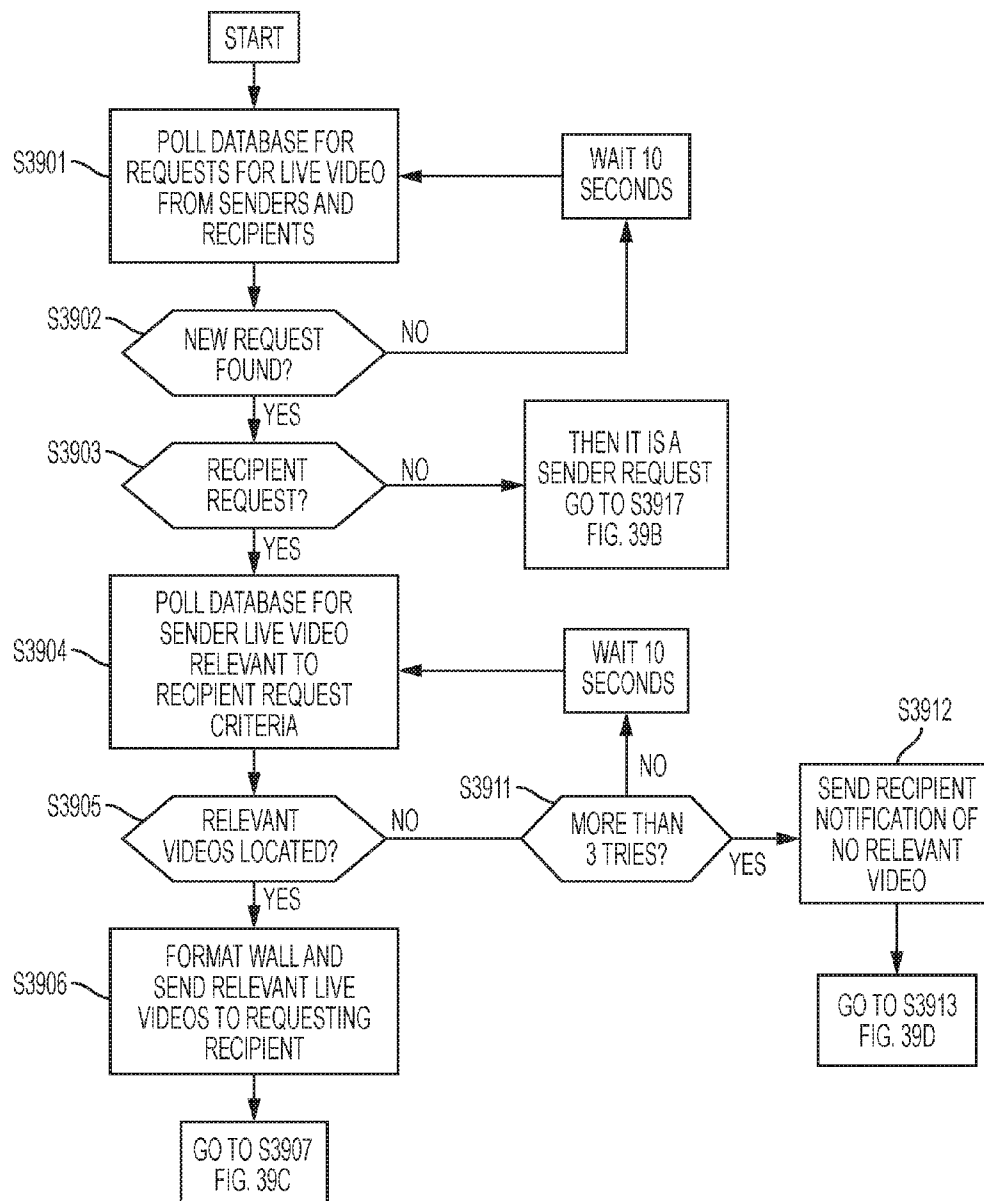 START
S3901
POLL DATABASE FOR
REQUESTS FOR LIVE VIDEO
FROM SENDERS AND
RECIPIENTS
WAIT 10
SECONDS
S3902
NEW REQUEST
FOUND?
NO
YES
S3903
RECIPIENT
REQUEST?
NO
THEN IT IS A
SENDER REQUEST
GO TO S3917
FIG. 39B
YES
S3904
POLL DATABASE FOR
SENDER LIVE VIDEO
RELEVANT TO
RECIPIENT REQUEST
CRITERIA
WAIT 10
SECONDS
S3905
RELEVANT
VIDEOS LOCATED?
NO
S3911
MORE THAN
3 TRIES?
NO
YES
S3912
SEND RECIPIENT
NOTIFICATION OF
NO RELEVANT
VIDEO
GO TO S3913
FIG. 39D
YES
S3906
FORMAT WALL AND
SEND RELEVANT LIVE
VIDEOS TO REQUESTING
RECIPIENT
GO TO S3907
FIG. 39C